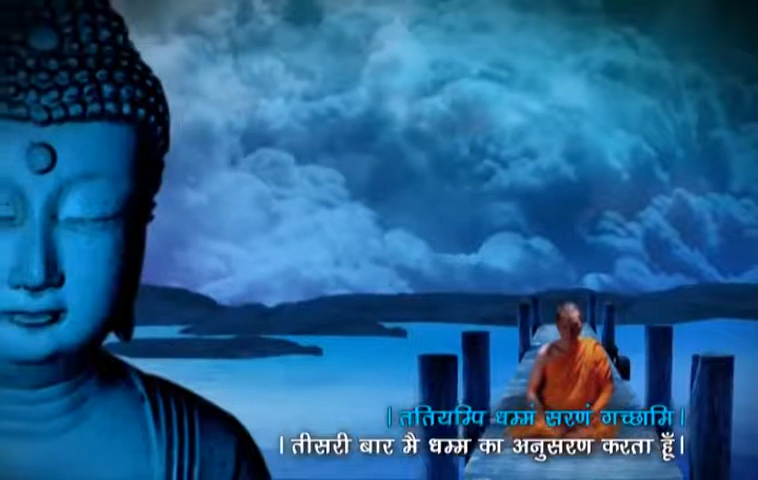 | ततियम्पि धम्मं सरणं गच्छामि |
| तीसरी बार मै धम्म का अनुसरण करता हूँ |